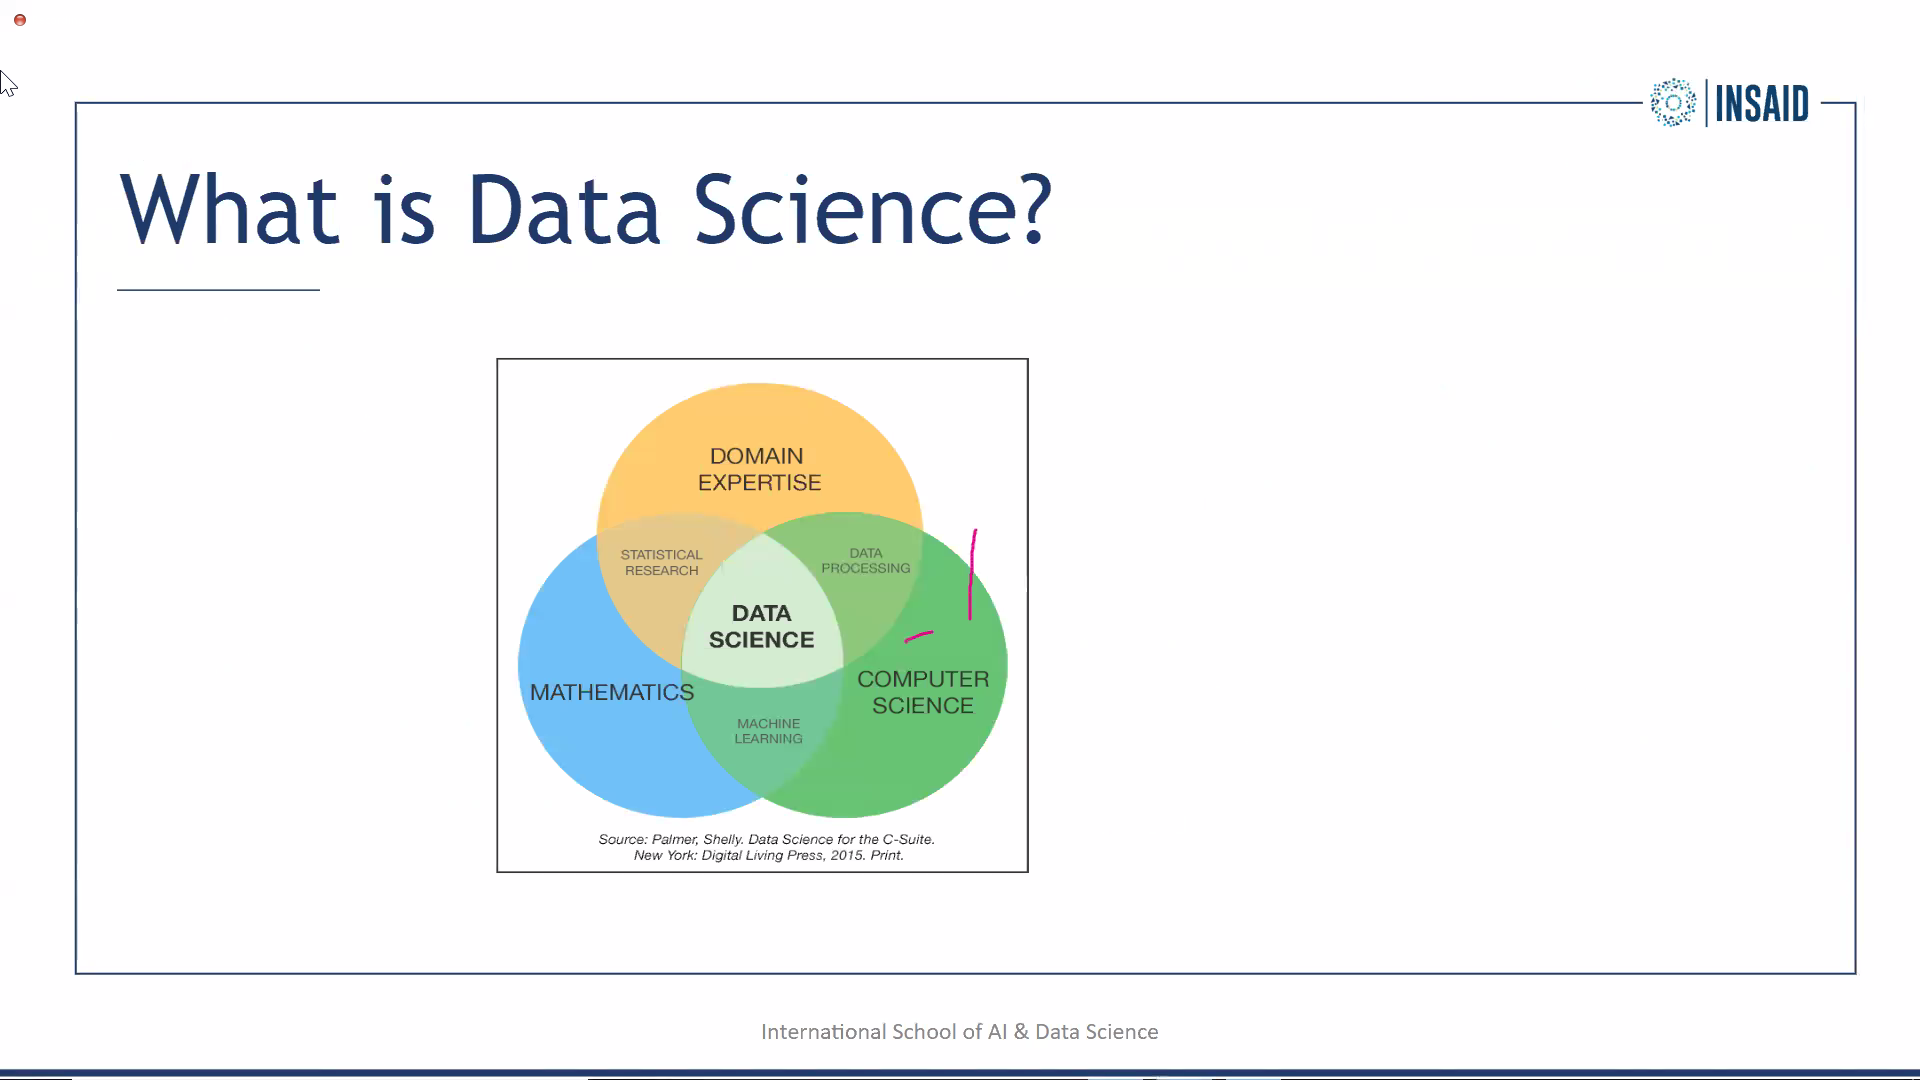 INSAID
What is Data Science?
DOMAIN
EXPERTISE
STATISTICAL
RESEARCH
DATA
PROCESSING
DATA
SCIENCE
MATHEMATICS
COMPUTER
SCIENCE
MACHINE
LEARNING
Source: Palmer, Shelly. Data Science for the C-Suite.
New York: Digital Living Press, 2015. Print.
International School of AI & Data Science